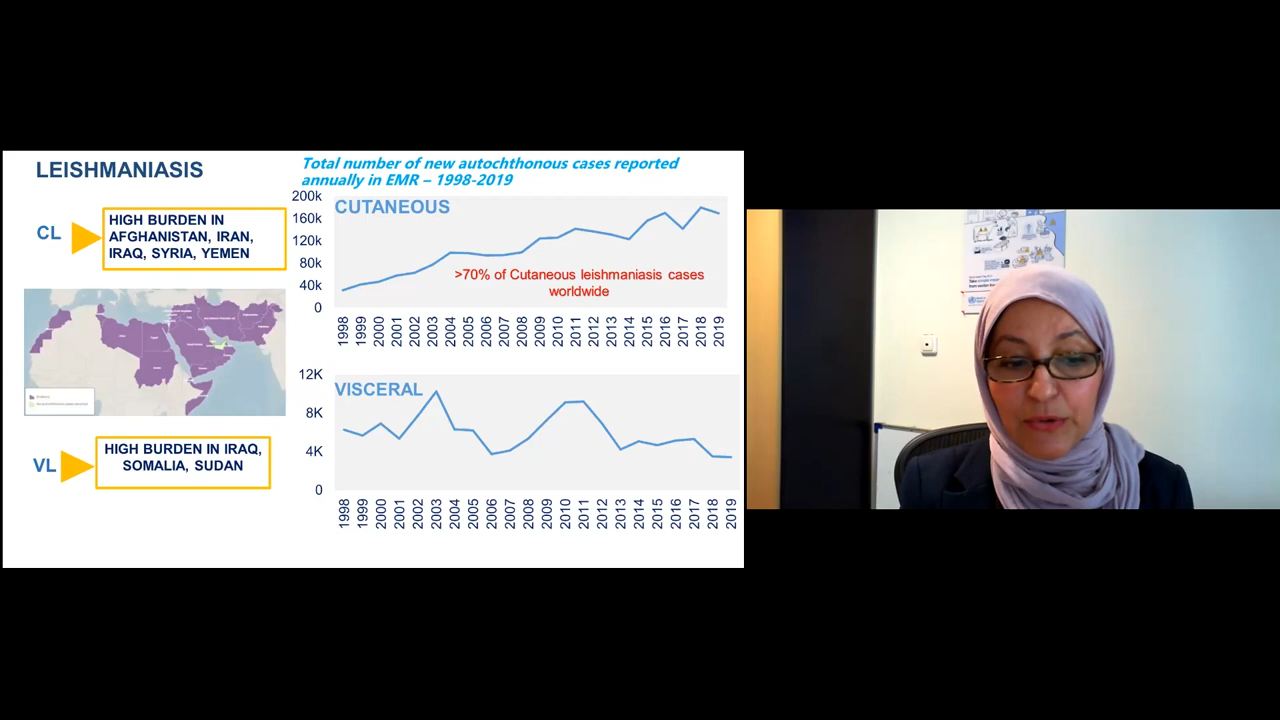 LEISHMANIASIS
Total number of new autochthonous cases reported
annually in EMR – 1998-2019
CL
HIGH BURDEN IN
AFGHANISTAN, IRAN,
IRAQ, SYRIA, YEMEN
VL
HIGH BURDEN IN IRAQ,
SOMALIA, SUDAN
CUTANEOUS
200k
160k
120k
80k
40k
0
>70% of Cutaneous leishmaniasis cases
worldwide
1998 1999 2000 2001 2002 2003 2004 2005 2006 2007 2008 2009 2010 2011 2012 2013 2014 2015 2016 2017 2018 2019
VISCERAL
12K
8K
4K
0
1998 1999 2000 2001 2002 2003 2004 2005 2006 2007 2008 2009 2010 2011 2012 2013 2014 2015 2016 2017 2018 2019